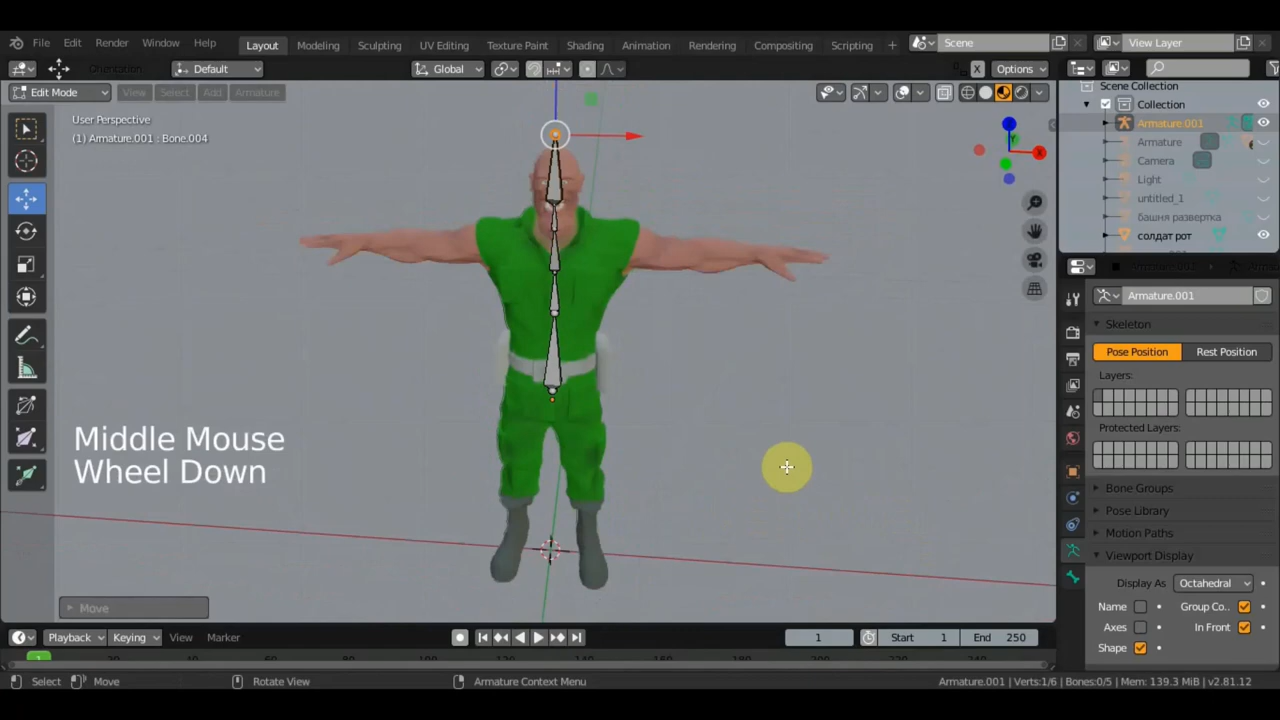 File Edit Render Window Help Layout Modeling Sculpting UV Editing Texture Paint Shading Animation Rendering Compositing Scripting + Scene View Layer
Orientation: Default Global X Options
Edit Mode View Select Add Armature
User Perspective
(1) Armature.001 : Bone.004
X
Scene Collection
Collection
Armature.001
Armature
Camera
Light
untitled_1
башня развертка
солдат рот
Armature.001
Skeleton
Pose Position Rest Position
Layers:
Protected Layers:
Bone Groups
Pose Library
Motion Paths
Viewport Display
Display As Octahedral
Name Group Co..
Axes In Front
Shape
Middle Mouse
Wheel Down
Move
Playback Keying View Marker 1 Start 1 End 250
1
Select Move Rotate View Armature Context Menu Armature.001 | Verts:1/6 | Bones:0/5 | Mem: 139.3 MiB | v2.81.12